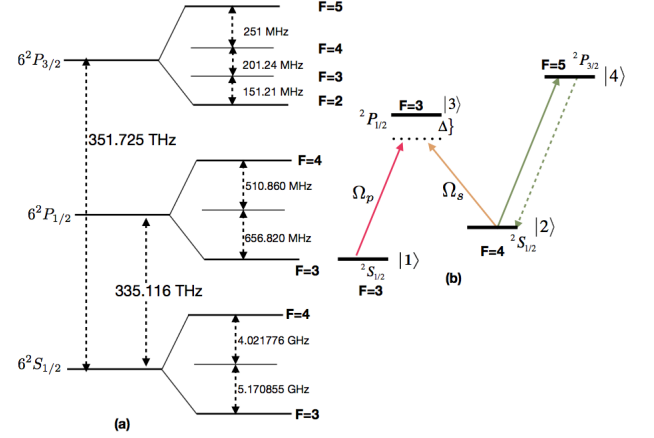 F=5
251 MHz
F=4
6²P₃/₂
201.24 MHz
F=3
151.21 MHz
F=2
351.725 THz
F=4
510.860 MHz
6²P₁/₂
656.820 MHz
F=3
335.116 THz
F=4
4.021776 GHz
6²S₁/₂
5.170855 GHz
F=3
(a)
F=5 ²P₃/₂ |4⟩
F=3 |3⟩
²P₁/₂
Δ}
Ωₚ
Ωₛ
|2⟩
F=4 ²S₁/₂
|1⟩
²S₁/₂
F=3
(b)